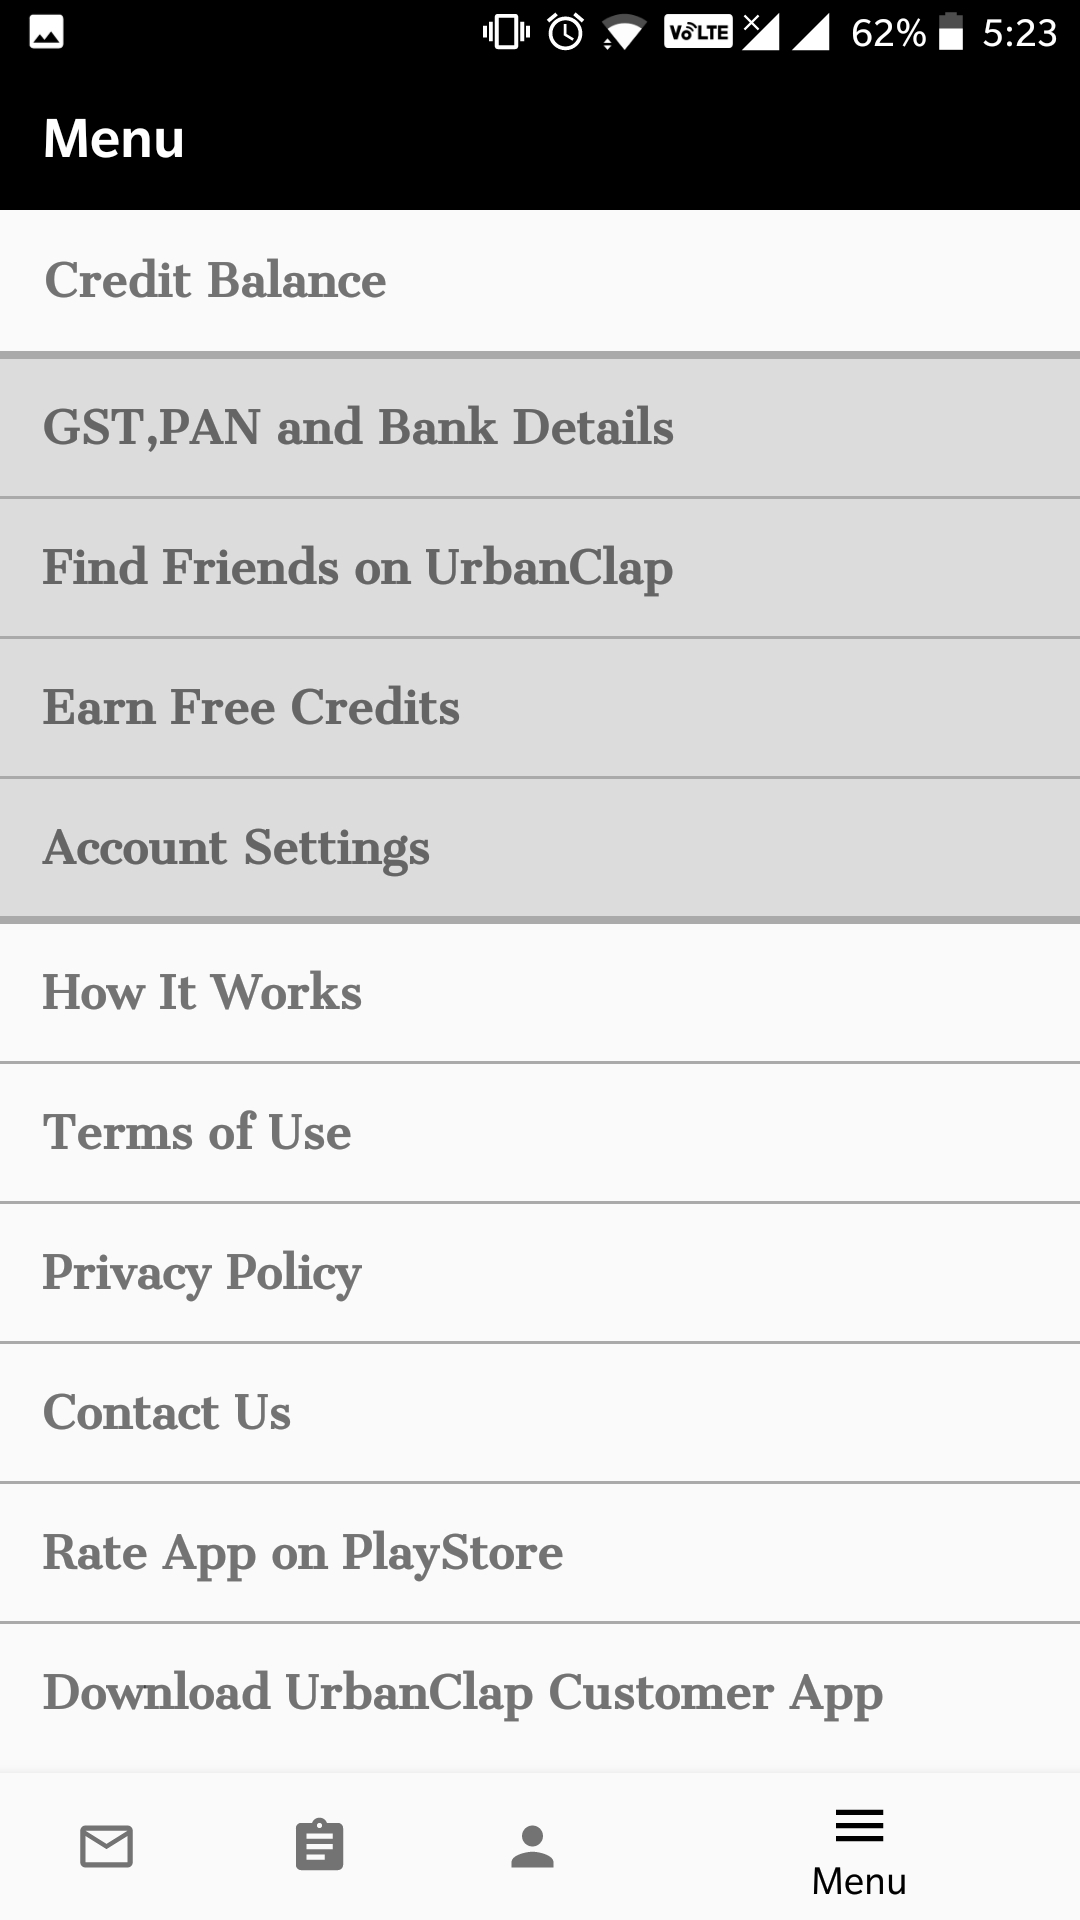 VoLTE 62% 5:23
Menu
Credit Balance
GST,PAN and Bank Details
Find Friends on UrbanClap
Earn Free Credits
Account Settings
How It Works
Terms of Use
Privacy Policy
Contact Us
Rate App on PlayStore
Download UrbanClap Customer App
Menu